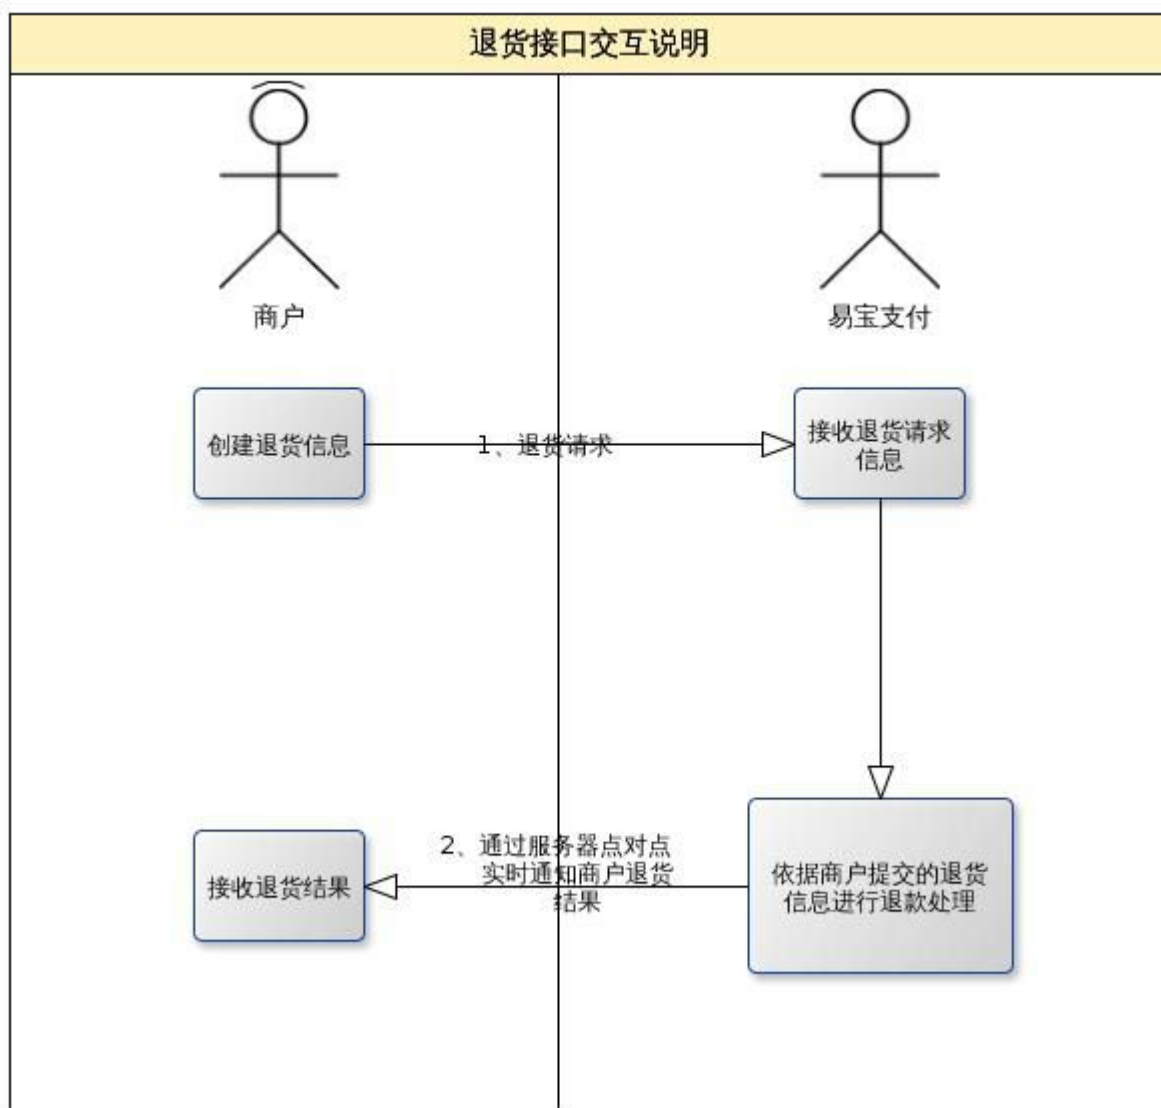 退货接口交互说明
商户
易宝支付
创建退货信息
1、退货请求
接收退货请求
信息
2、通过服务器点对点
实时通知商户退货
结果
接收退货结果
依据商户提交的退货
信息进行退款处理